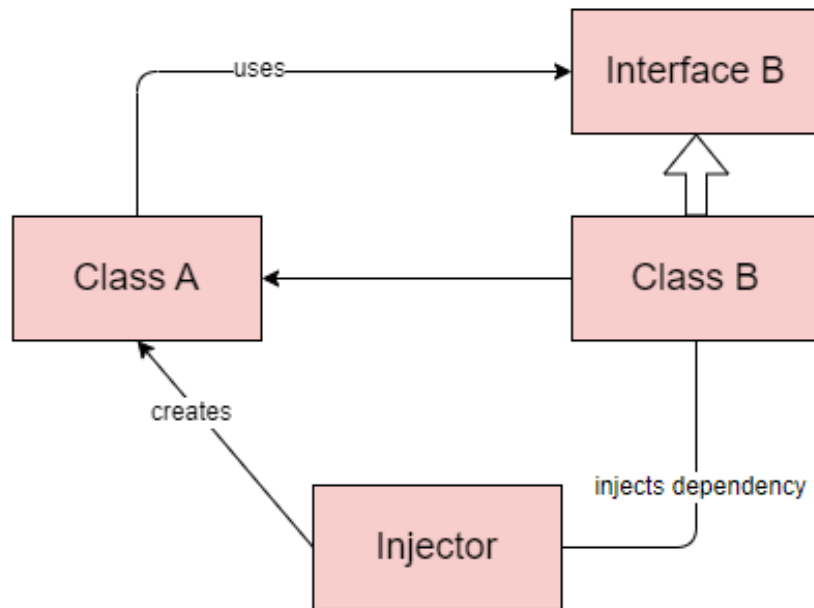 Interface B
uses
Class A
Class B
creates
injects dependency
Injector